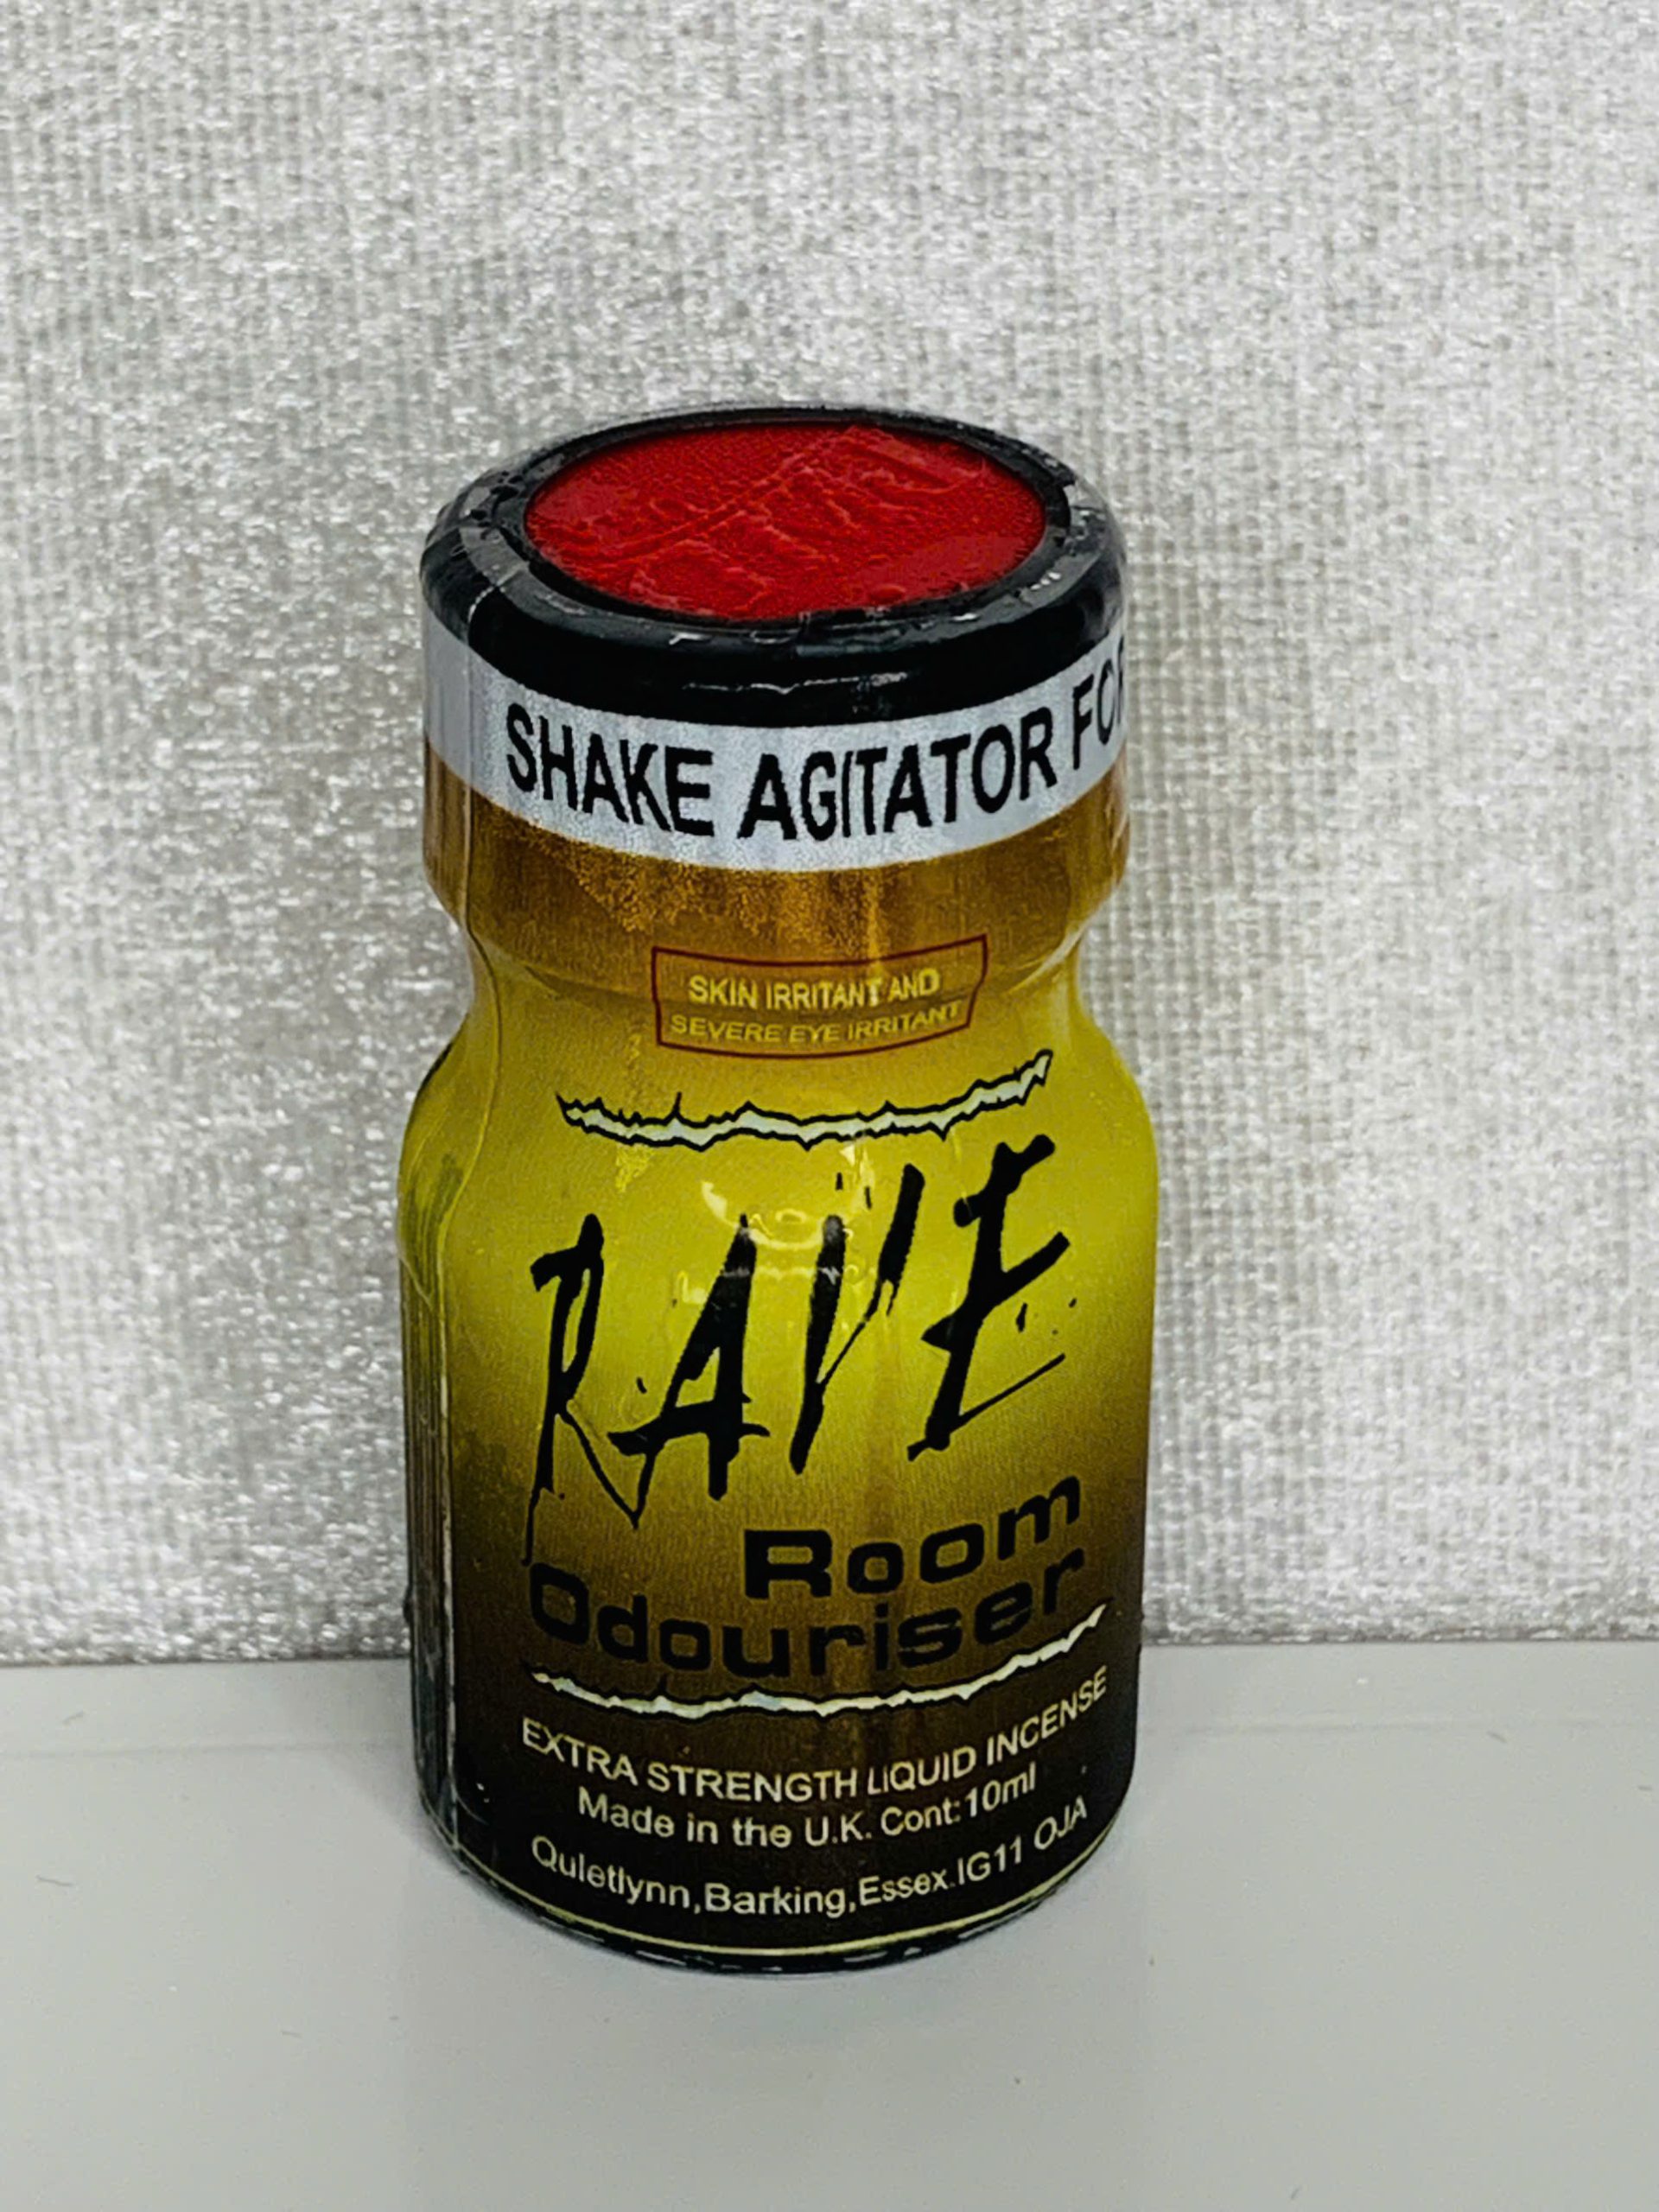 SHAKE AGITATOR FOR
SKIN IRRITANT AND
SEVERE EYE IRRITANT
RAVE
Room
Odouriser
EXTRA STRENGTH LIQUID INCENSE
Made in the U.K. Cont:10ml
Quietlynn,Barking,Essex.IG11 OJA